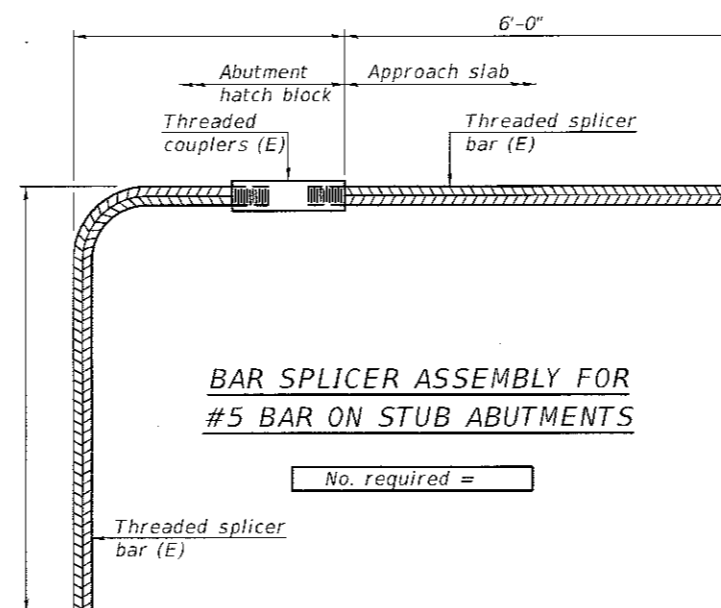 6'-0"
Abutment
hatch block
Approach slab
Threaded
couplers (E)
Threaded splicer
bar (E)
BAR SPLICER ASSEMBLY FOR
#5 BAR ON STUB ABUTMENTS
No. required =
Threaded splicer
bar (E)